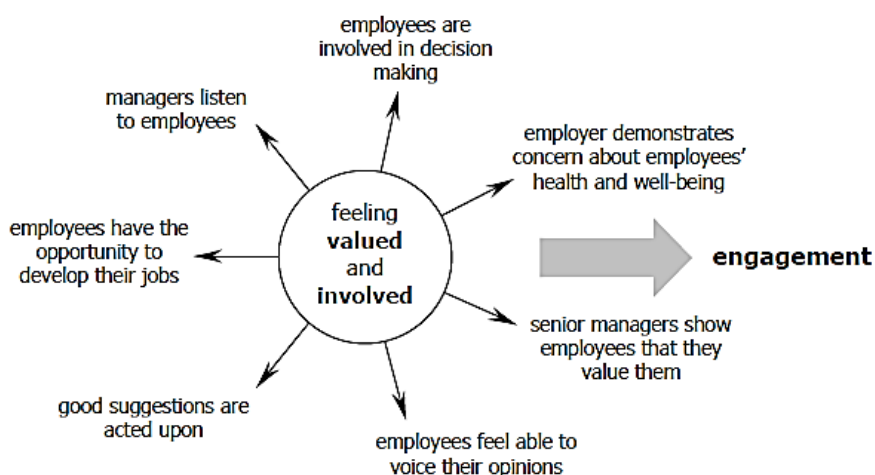 employees are
involved in decision
making
managers listen
to employees
employer demonstrates
concern about employees’
health and well-being
feeling
valued
and
involved
employees have the
opportunity to
develop their jobs
engagement
senior managers show
employees that they
value them
good suggestions are
acted upon
employees feel able to
voice their opinions